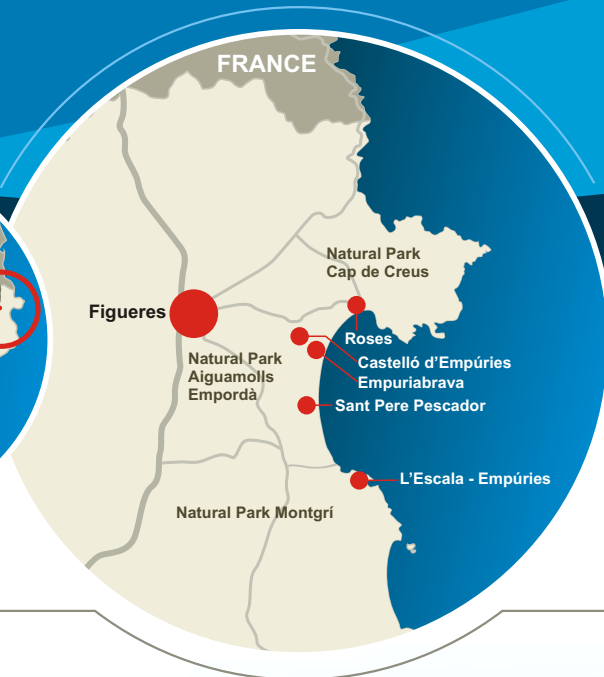 FRANCE
Natural Park
Cap de Creus
Figueres
Roses
Natural Park
Aiguamolls
Empordà
Castelló d'Empúries
Empuriabrava
Sant Pere Pescador
L'Escala - Empúries
Natural Park Montgrí